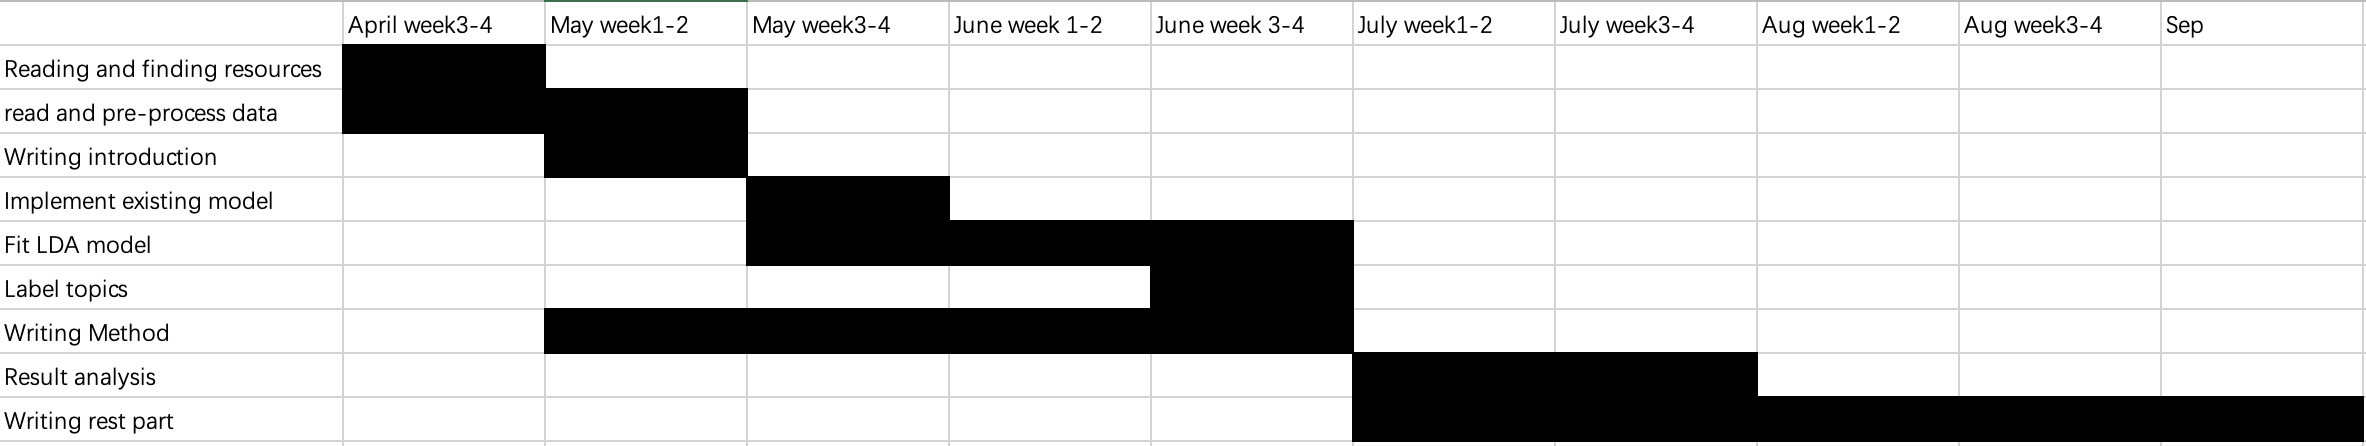 April week3-4 May week1-2 May week3-4 June week 1-2 June week 3-4 July week1-2 July week3-4 Aug week1-2 Aug week3-4 Sep
Reading and finding resources
read and pre-process data
Writing introduction
Implement existing model
Fit LDA model
Label topics
Writing Method
Result analysis
Writing rest part